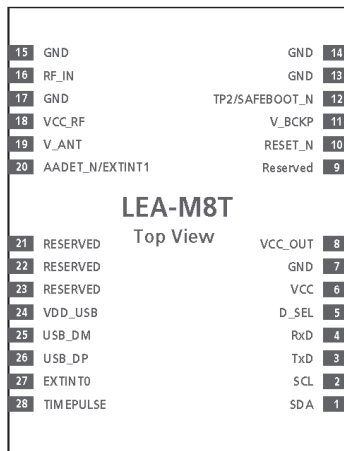 15 GND GND 14
16 RF_IN GND 13
17 GND TP2/SAFEBOOT_N 12
18 VCC_RF V_BCKP 11
19 V_ANT RESET_N 10
20 AADET_N/EXTINT1 Reserved 9
LEA-M8T
Top View
21 RESERVED VCC_OUT 8
22 RESERVED GND 7
23 RESERVED VCC 6
24 VDD_USB D_SEL 5
25 USB_DM RxD 4
26 USB_DP TxD 3
27 EXTINT0 SCL 2
28 TIMEPULSE SDA 1